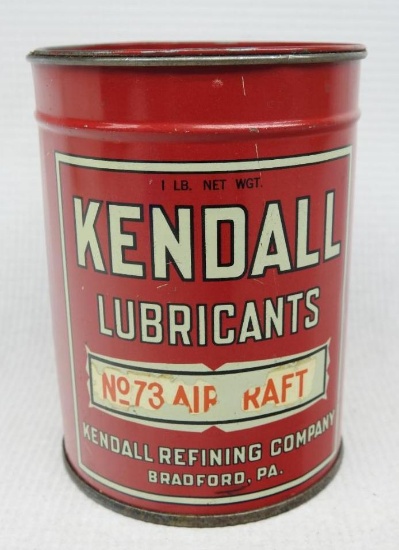 1 LB. NET WGT.
KENDALL
LUBRICANTS
No 73 AIR RAFT
KENDALL REFINING COMPANY
BRADFORD, PA.